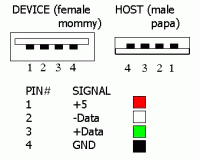 DEVICE (female mommy)
HOST (male papa)
1 2 3 4
4 3 2 1
PIN# SIGNAL
1 +5
2 -Data
3 +Data
4 GND